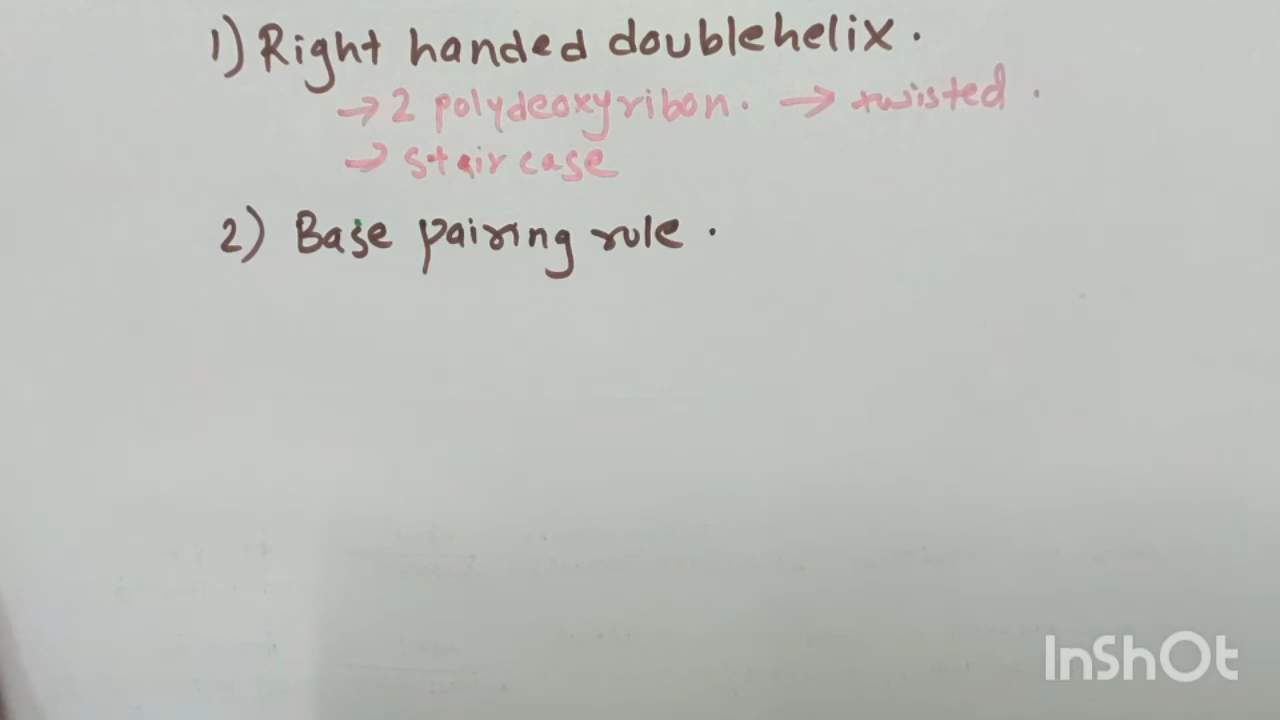 1) Right handed doublehelix.
→ 2 polydeoxyribon. → twisted.
→ staircase
2) Base pairing rule.
InShOt